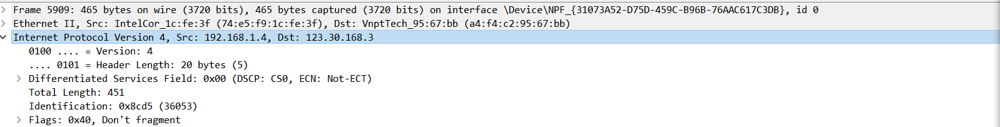 Frame 5909: 465 bytes on wire (3720 bits), 465 bytes captured (3720 bits) on interface \Device\NPF_{31073A52-D75D-459C-B96B-76AAC617C3DB}, id 0
Ethernet II, Src: IntelCor_1c:fe:3f (74:e5:f9:1c:fe:3f), Dst: VnptTech_95:67:bb (a4:f4:c2:95:67:bb)
Internet Protocol Version 4, Src: 192.168.1.4, Dst: 123.30.168.3
0100 .... = Version: 4
.... 0101 = Header Length: 20 bytes (5)
Differentiated Services Field: 0x00 (DSCP: CS0, ECN: Not-ECT)
Total Length: 451
Identification: 0x8cd5 (36053)
Flags: 0x40, Don't fragment